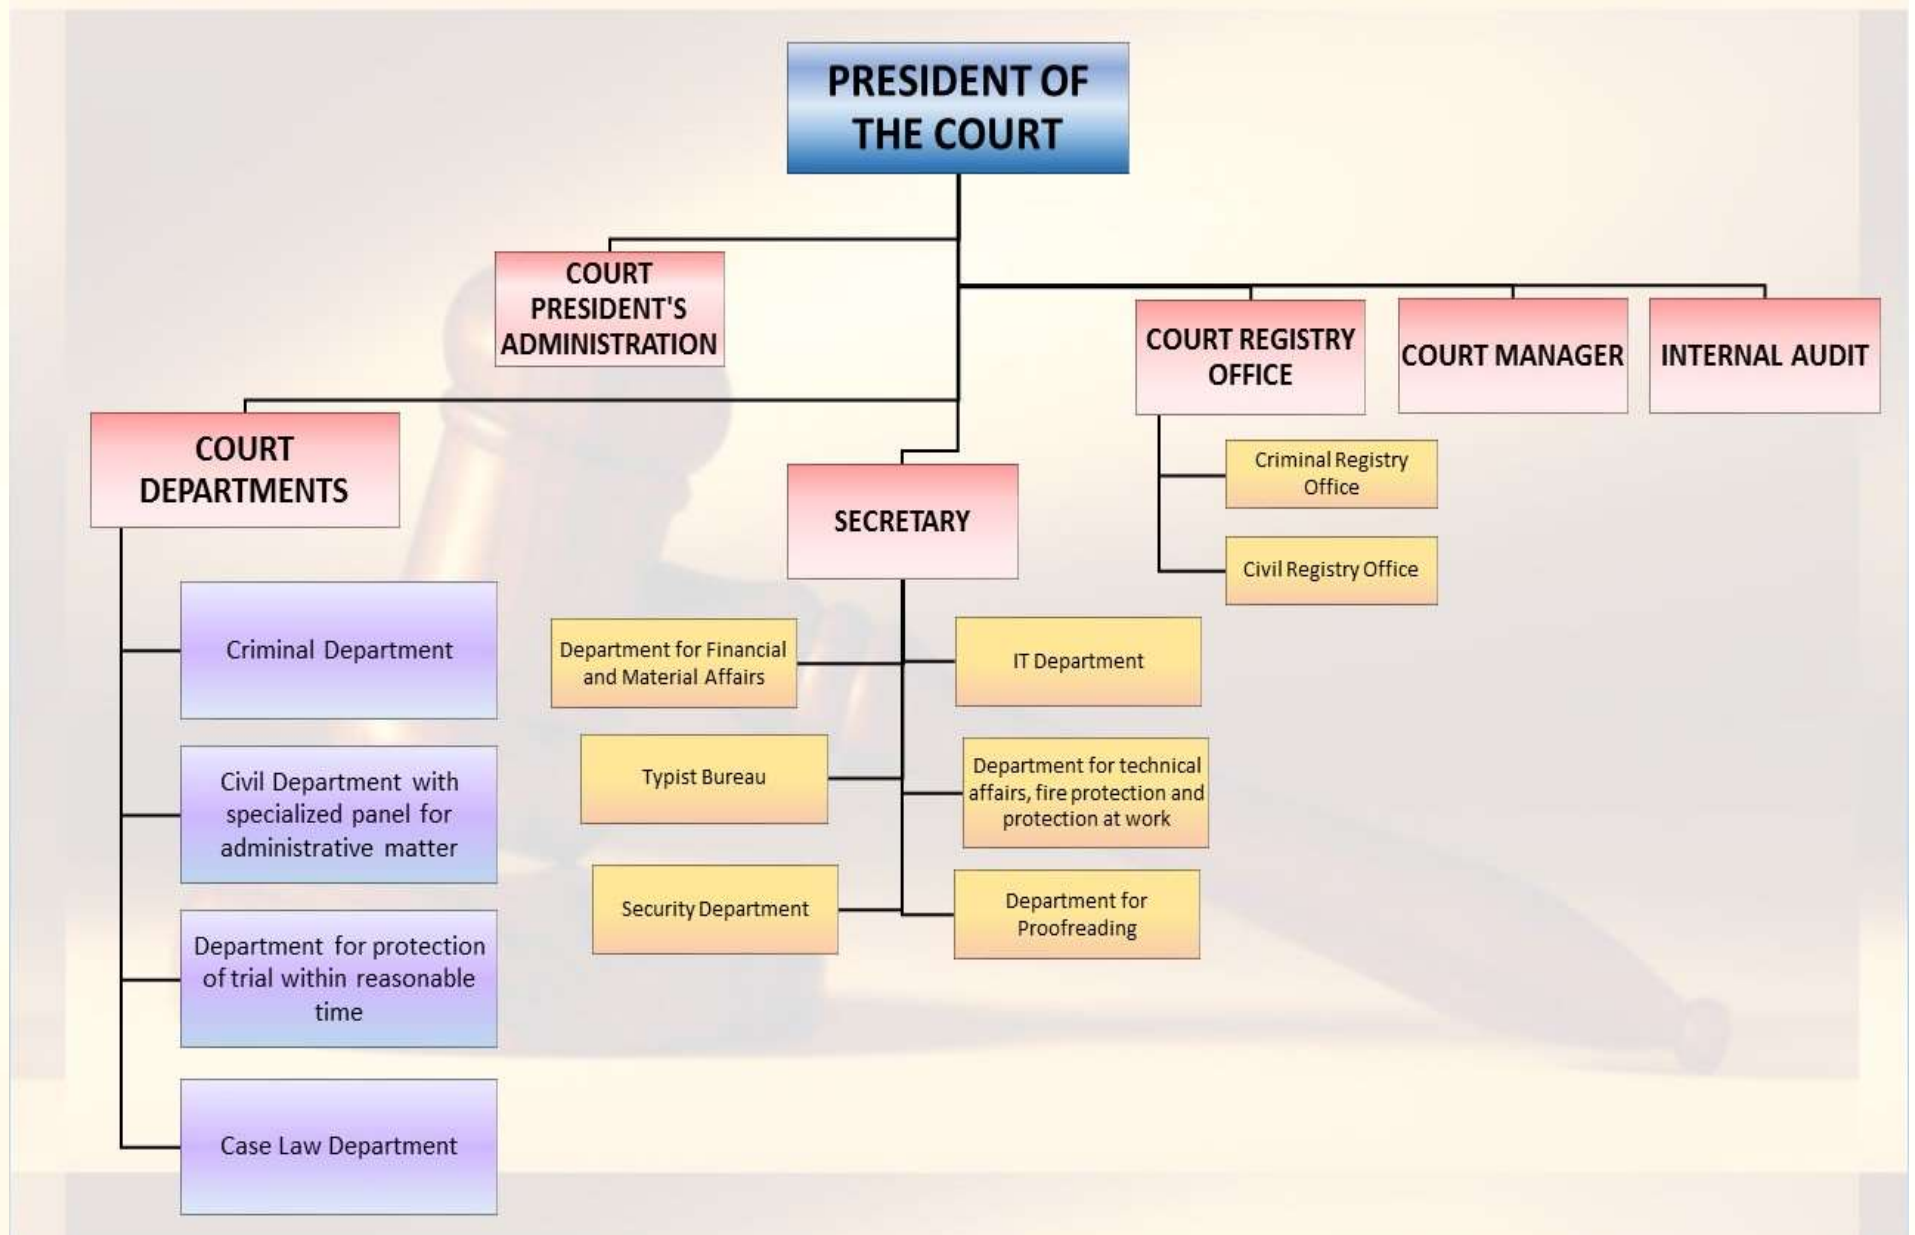 PRESIDENT OF
THE COURT
COURT
PRESIDENT'S
ADMINISTRATION
COURT REGISTRY
OFFICE
COURT MANAGER
INTERNAL AUDIT
Criminal Registry
Office
Civil Registry Office
COURT
DEPARTMENTS
Criminal Department
Civil Department with
specialized panel for
administrative matter
Department for protection
of trial within reasonable
time
Case Law Department
SECRETARY
Department for Financial
and Material Affairs
IT Department
Typist Bureau
Department for technical
affairs, fire protection and
protection at work
Security Department
Department for
Proofreading